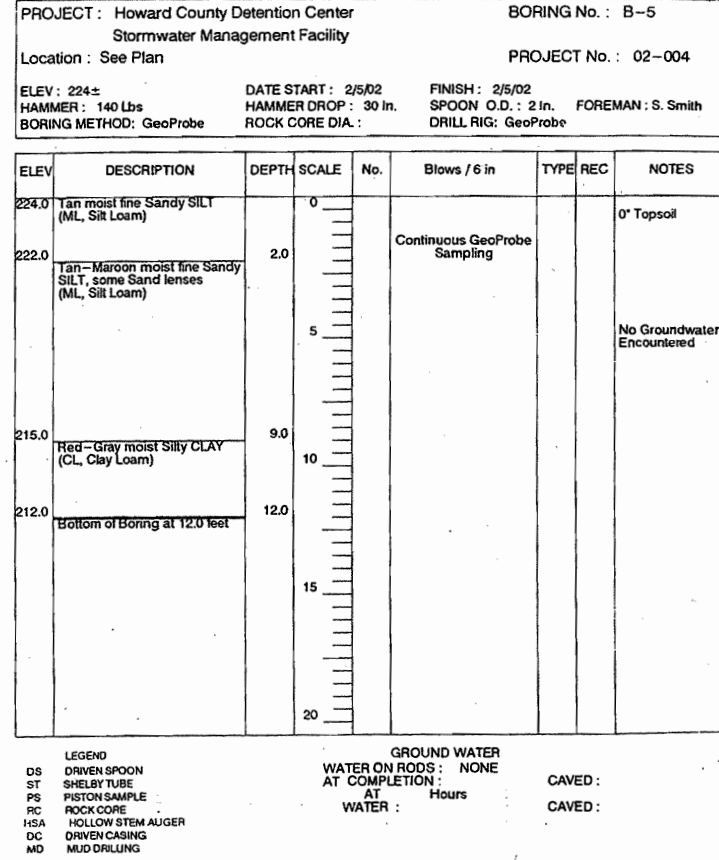 PROJECT : Howard County Detention Center BORING No. : B-5
Stormwater Management Facility
Location : See Plan PROJECT No. : 02-004
ELEV : 224± DATE START : 2/5/02 FINISH : 2/5/02
HAMMER : 140 Lbs HAMMER DROP : 30 In. SPOON O.D. : 2 In. FOREMAN : S. Smith
BORING METHOD: GeoProbe ROCK CORE DIA. : DRILL RIG: GeoProbe
ELEV DESCRIPTION DEPTH SCALE No. Blows / 6 in TYPE REC NOTES
224.0 Tan moist fine Sandy SILT 0
(ML, Silt Loam) 0" Topsoil
Continuous GeoProbe
222.0 2.0 Sampling
Tan-Maroon moist fine Sandy
SILT, some Sand lenses
(ML, Silt Loam)
5 No Groundwater
Encountered
215.0 9.0
Red-Gray moist Silty CLAY
(CL, Clay Loam) 10
212.0 12.0
Bottom of Boring at 12.0 feet
15
20
LEGEND GROUND WATER
DS DRIVEN SPOON WATER ON RODS : NONE
ST SHELBY TUBE AT COMPLETION : CAVED :
PS PISTON SAMPLE AT Hours
RC ROCK CORE WATER : CAVED :
HSA HOLLOW STEM AUGER
DC DRIVEN CASING
MD MUD DRILLING